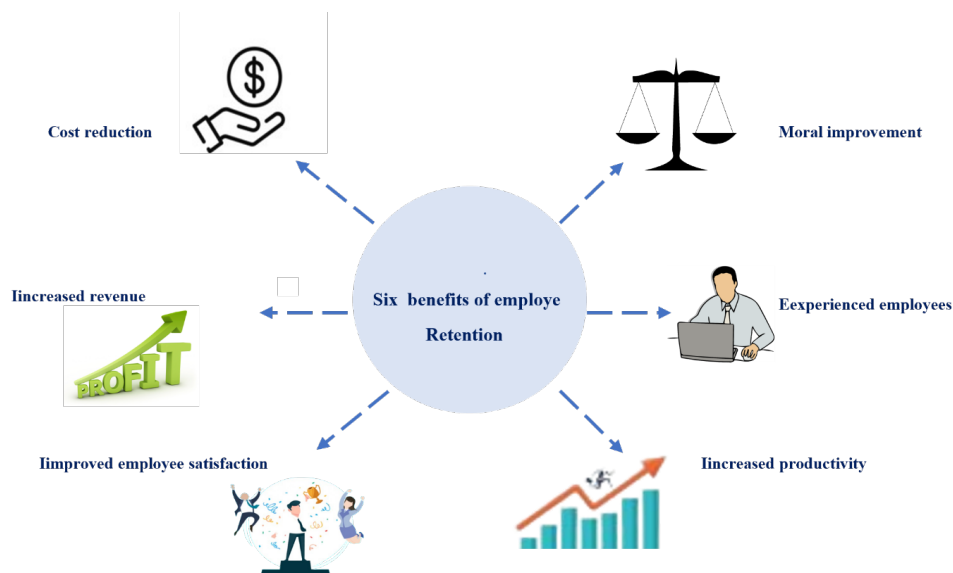 Cost reduction
Moral improvement
Six benefits of employe
Retention
Iincreased revenue
PROFIT
Eexperienced employees
Iimproved employee satisfaction
Iincreased productivity